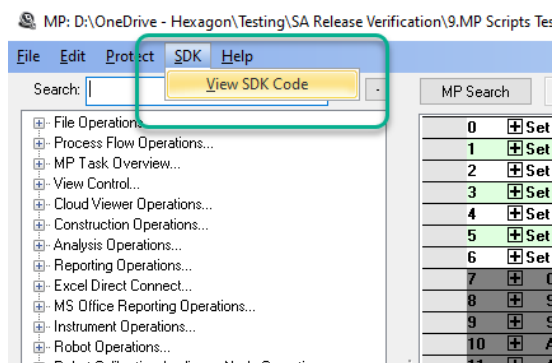 MP: D:\OneDrive - Hexagon\Testing\SA Release Verification\9.MP Scripts Tes
File Edit Protect SDK Help
View SDK Code
Search:
-
MP Search
File Operations...
Process Flow Operations...
MP Task Overview...
View Control...
Cloud Viewer Operations...
Construction Operations...
Analysis Operations...
Reporting Operations...
Excel Direct Connect...
MS Office Reporting Operations...
Instrument Operations...
Robot Operations...
0 Set
1 Set
2 Set
3 Set
4 Set
5 Set
6 Set
7
8
9
10